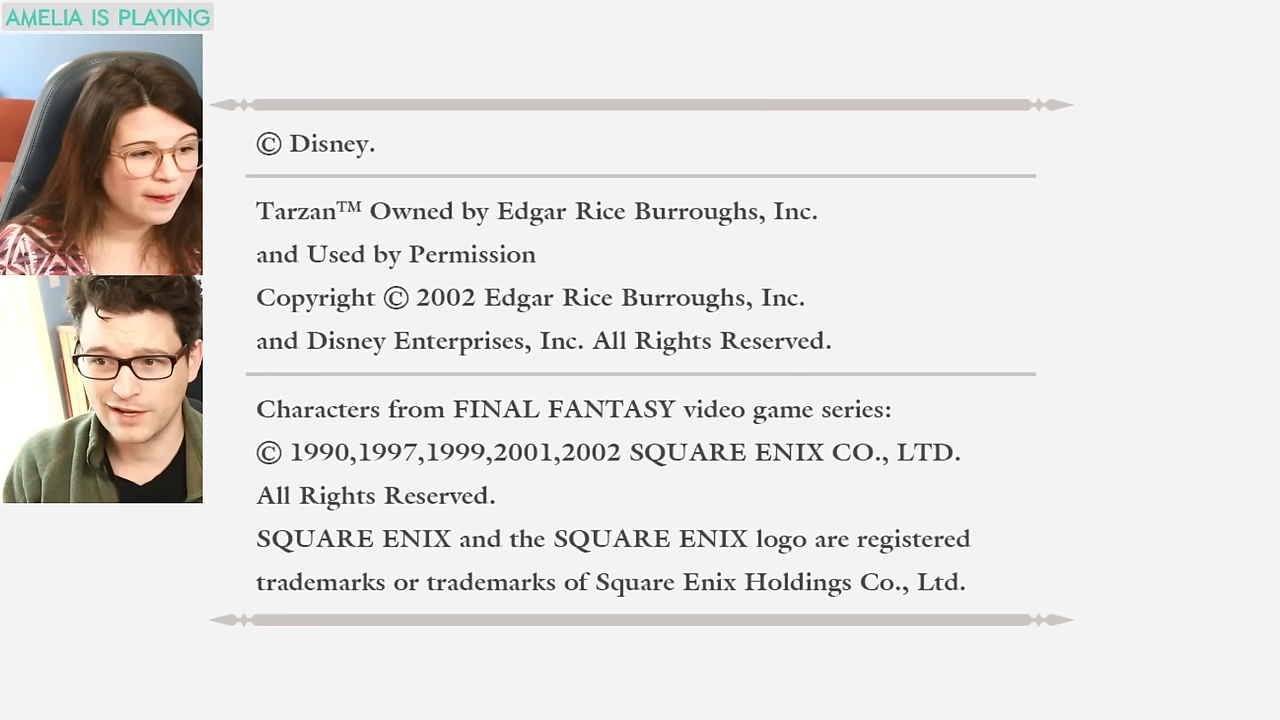 AMELIA IS PLAYING
© Disney.
Tarzan™ Owned by Edgar Rice Burroughs, Inc.
and Used by Permission
Copyright © 2002 Edgar Rice Burroughs, Inc.
and Disney Enterprises, Inc. All Rights Reserved.
Characters from FINAL FANTASY video game series:
© 1990,1997,1999,2001,2002 SQUARE ENIX CO., LTD.
All Rights Reserved.
SQUARE ENIX and the SQUARE ENIX logo are registered
trademarks or trademarks of Square Enix Holdings Co., Ltd.